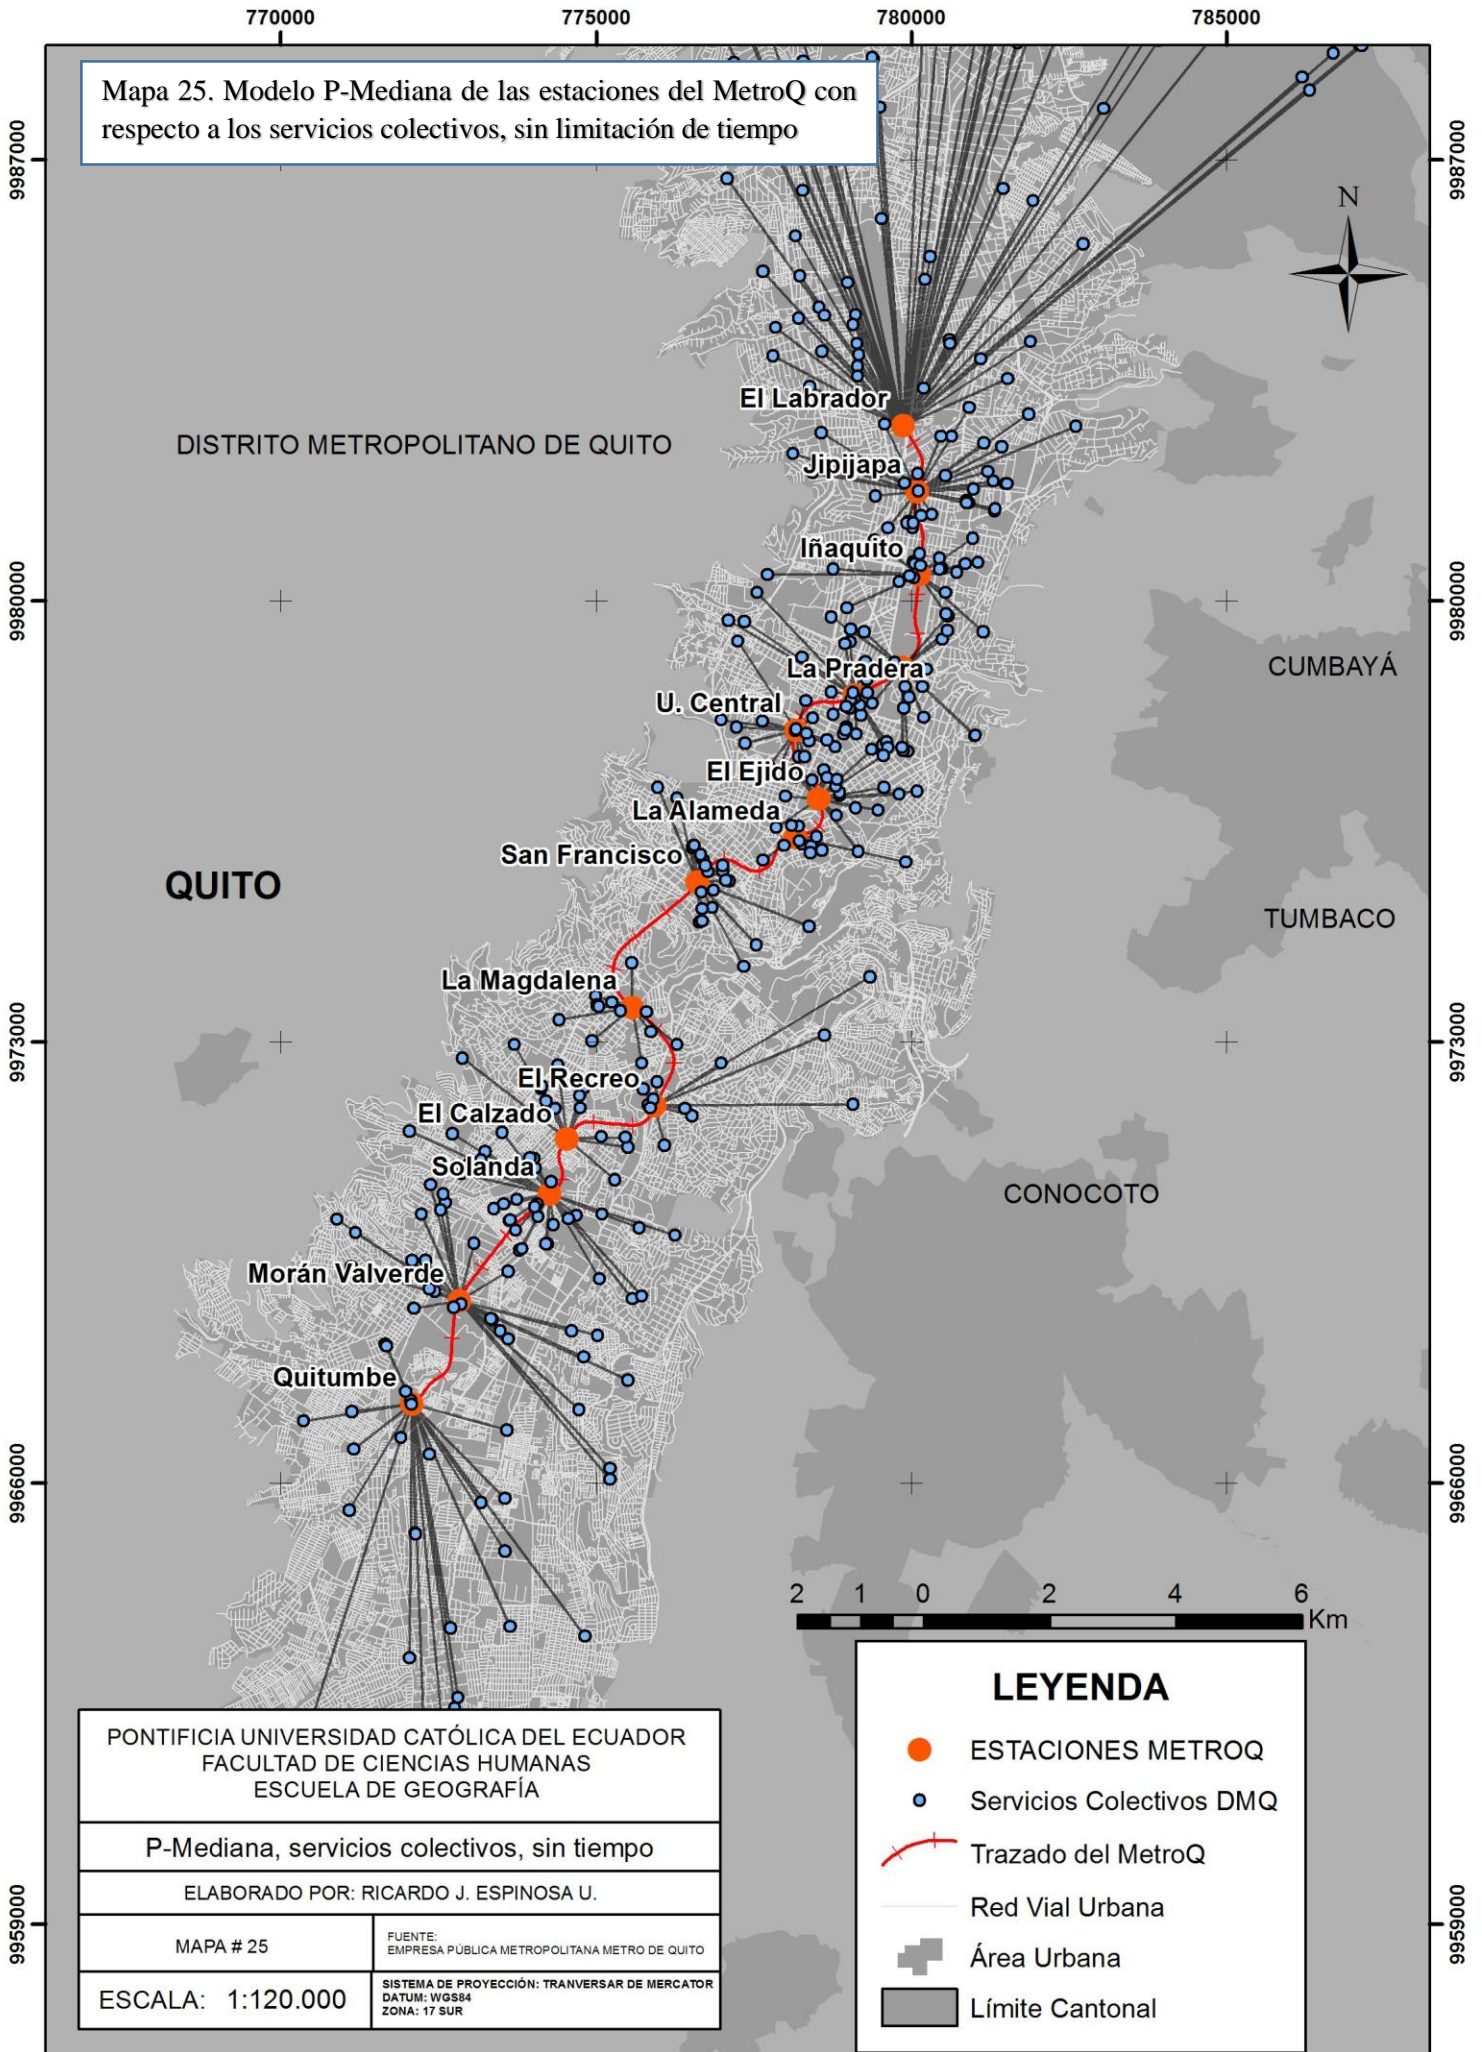 770000
775000
780000
785000
Mapa 25. Modelo P-Mediana de las estaciones del MetroQ con
respecto a los servicios colectivos, sin limitación de tiempo
9987000
9987000
N
El Labrador
DISTRITO METROPOLITANO DE QUITO
Jipijapa
Iñaquito
9980000
9980000
La Pradera
CUMBAYÁ
U. Central
El Ejido
La Alameda
San Francisco
QUITO
TUMBACO
La Magdalena
9973000
9973000
El Recreo
El Calzado
Solanda
CONOCOTO
Morán Valverde
Quitumbe
9966000
9966000
2 1 0 2 4 6
Km
LEYENDA
ESTACIONES METROQ
Servicios Colectivos DMQ
Trazado del MetroQ
Red Vial Urbana
Área Urbana
Límite Cantonal
PONTIFICIA UNIVERSIDAD CATÓLICA DEL ECUADOR
FACULTAD DE CIENCIAS HUMANAS
ESCUELA DE GEOGRAFÍA
P-Mediana, servicios colectivos, sin tiempo
ELABORADO POR: RICARDO J. ESPINOSA U.
MAPA # 25
FUENTE:
EMPRESA PÚBLICA METROPOLITANA METRO DE QUITO
ESCALA: 1:120.000
SISTEMA DE PROYECCIÓN: TRANVERSAR DE MERCATOR
DATUM: WGS84
ZONA: 17 SUR
9959000
9959000